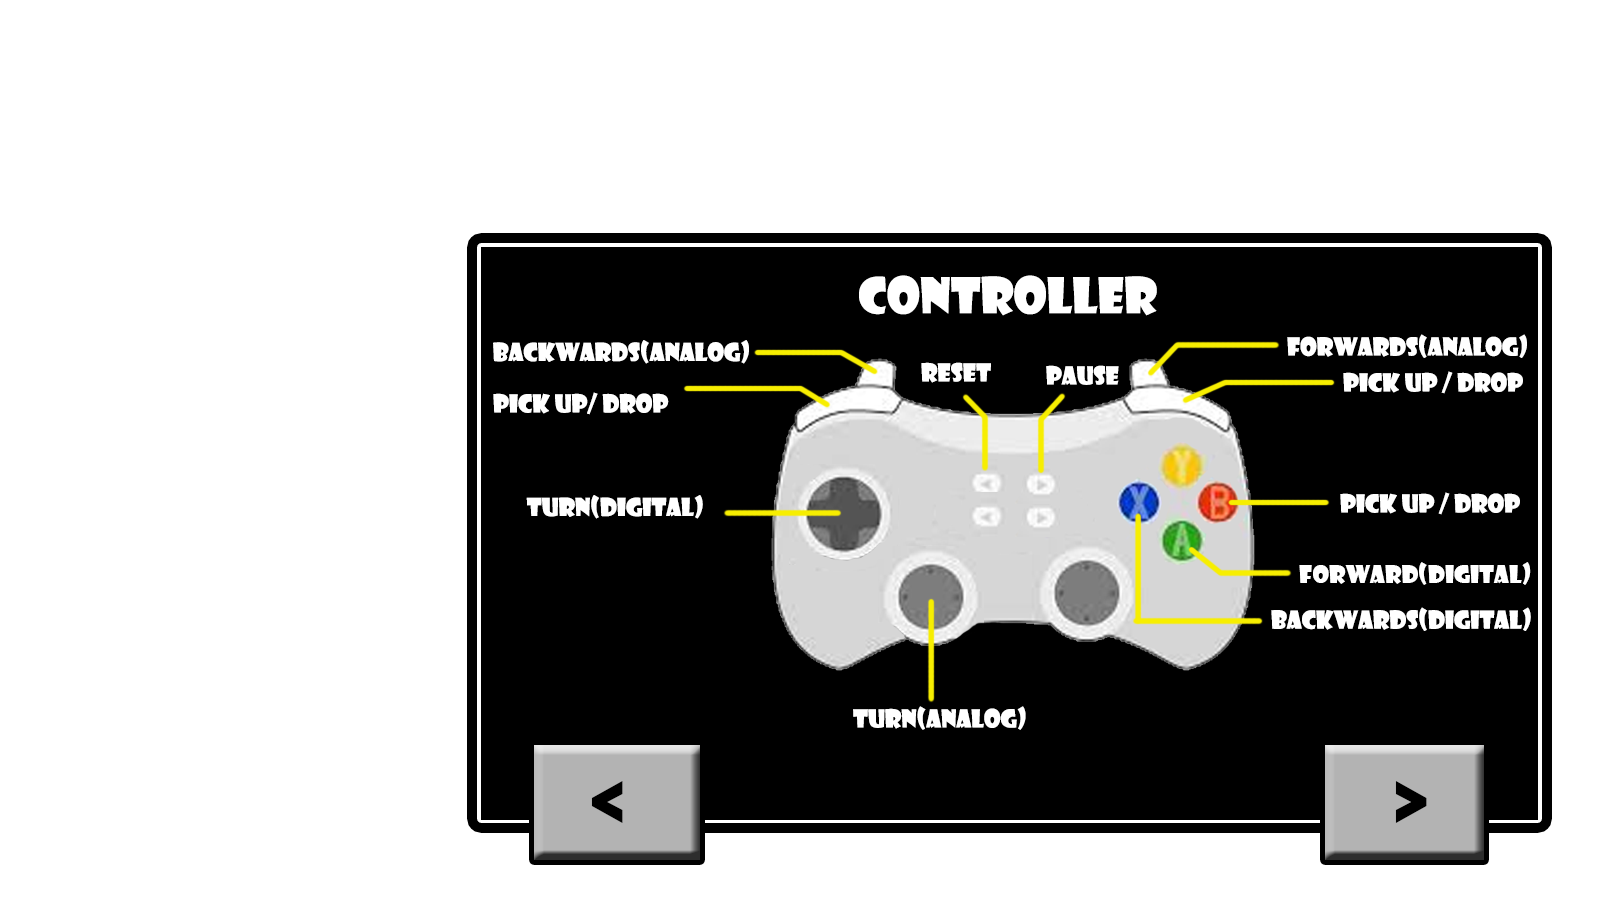 CONTROLLER
BACKWARDS(ANALOG)
FORWARDS(ANALOG)
RESET
PAUSE
PICK UP / DROP
PICK UP/ DROP
Y
X
B
PICK UP / DROP
TURN(DIGITAL)
A
FORWARD(DIGITAL)
BACKWARDS(DIGITAL)
TURN(ANALOG)
<
>